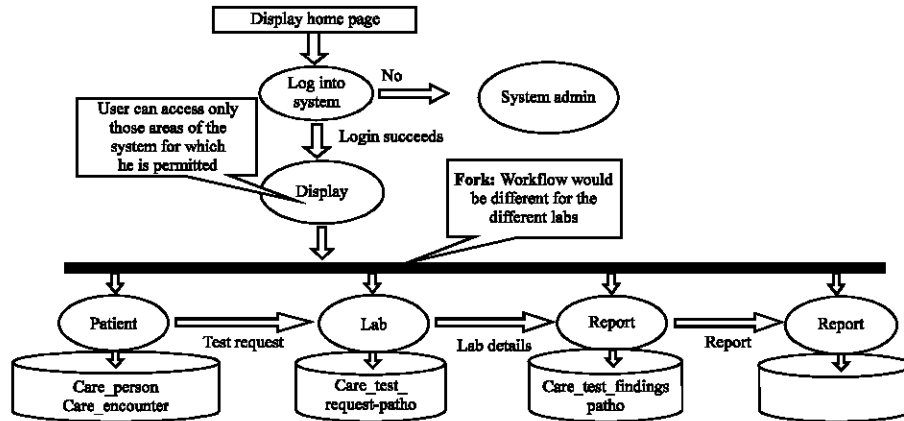 Display home page
No
Log into
system
System admin
User can access only
those areas of the
system for which
he is permitted
Login succeeds
Fork: Workflow would
be different for the
different labs
Display
Patient
Test request
Lab
Lab details
Report
Report
Report
Care_person
Care_encounter
Care_test_
request-patho
Care_test_findings
patho